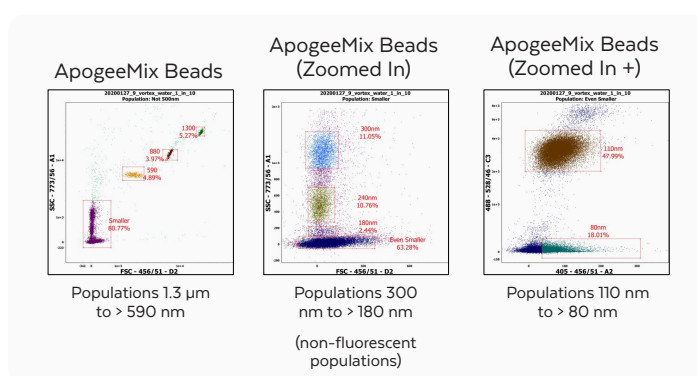 ApogeeMix Beads
20200127_9_vortex_water_1_in_10
Population: Not 500nm
1300
5.27%
880
3.97%
590
4.89%
Smaller
80.77%
SSC - 773/56 - A1
FSC - 456/51 - D2
Populations 1.3 µm
to > 590 nm
ApogeeMix Beads
(Zoomed In)
20200127_9_vortex_water_1_in_10
Population: Smaller
300nm
11.05%
240nm
10.76%
180nm
2.44%
Even Smaller
63.28%
SSC - 773/56 - A1
FSC - 456/51 - D2
Populations 300
nm to > 180 nm
(non-fluorescent
populations)
ApogeeMix Beads
(Zoomed In +)
20200127_9_vortex_water_1_in_10
Population: Even Smaller
110nm
47.99%
80nm
18.01%
488 - 528/46 - C3
405 - 456/51 - A2
Populations 110 nm
to > 80 nm